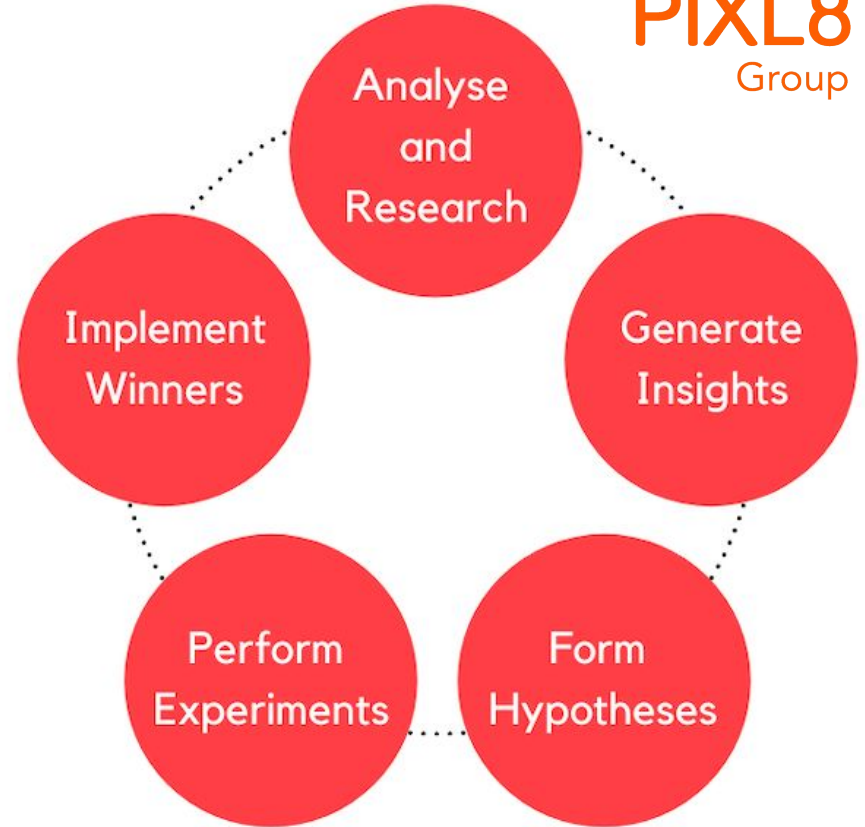 PIXL8
Group
Analyse
and
Research
Generate
Insights
Form
Hypotheses
Perform
Experiments
Implement
Winners